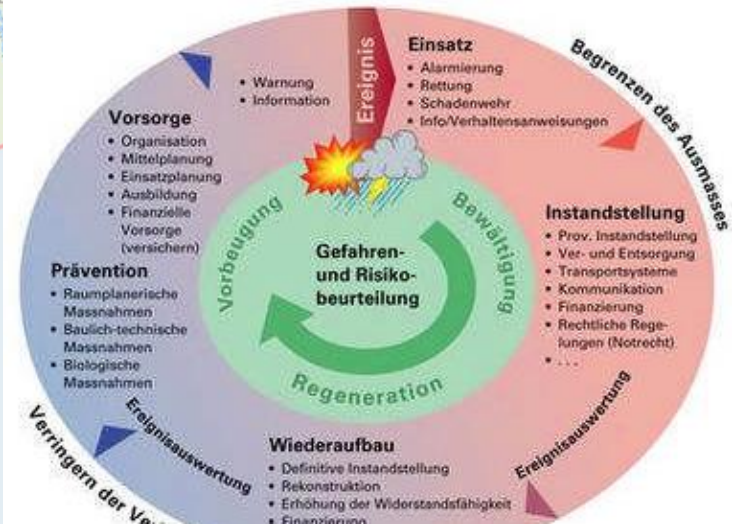 Ereignis
Einsatz
• Alarmierung
• Rettung
• Schadenwehr
• Info/Verhaltensanweisungen
Begrenzen des Ausmasses
• Warnung
• Information
Vorsorge
• Organisation
• Mittelplanung
• Einsatzplanung
• Ausbildung
• Finanzielle
Vorsorge
(versichern)
Prävention
• Raumplanerische
Massnahmen
• Baulich-technische
Massnahmen
• Biologische
Massnahmen
Instandstellung
• Prov. Instandstellung
• Ver- und Entsorgung
• Transportsysteme
• Kommunikation
• Finanzierung
• Rechtliche Rege-
lungen (Notrecht)
• . . .
Vorbeugung
Bewältigung
Regeneration
Gefahren-
und Risiko-
beurteilung
Ereignisauswertung
Ereignisauswertung
Verringern der
Wiederaufbau
• Definitive Instandstellung
• Rekonstruktion
• Erhöhung der Widerstandsfähigkeit
• Finanzierung